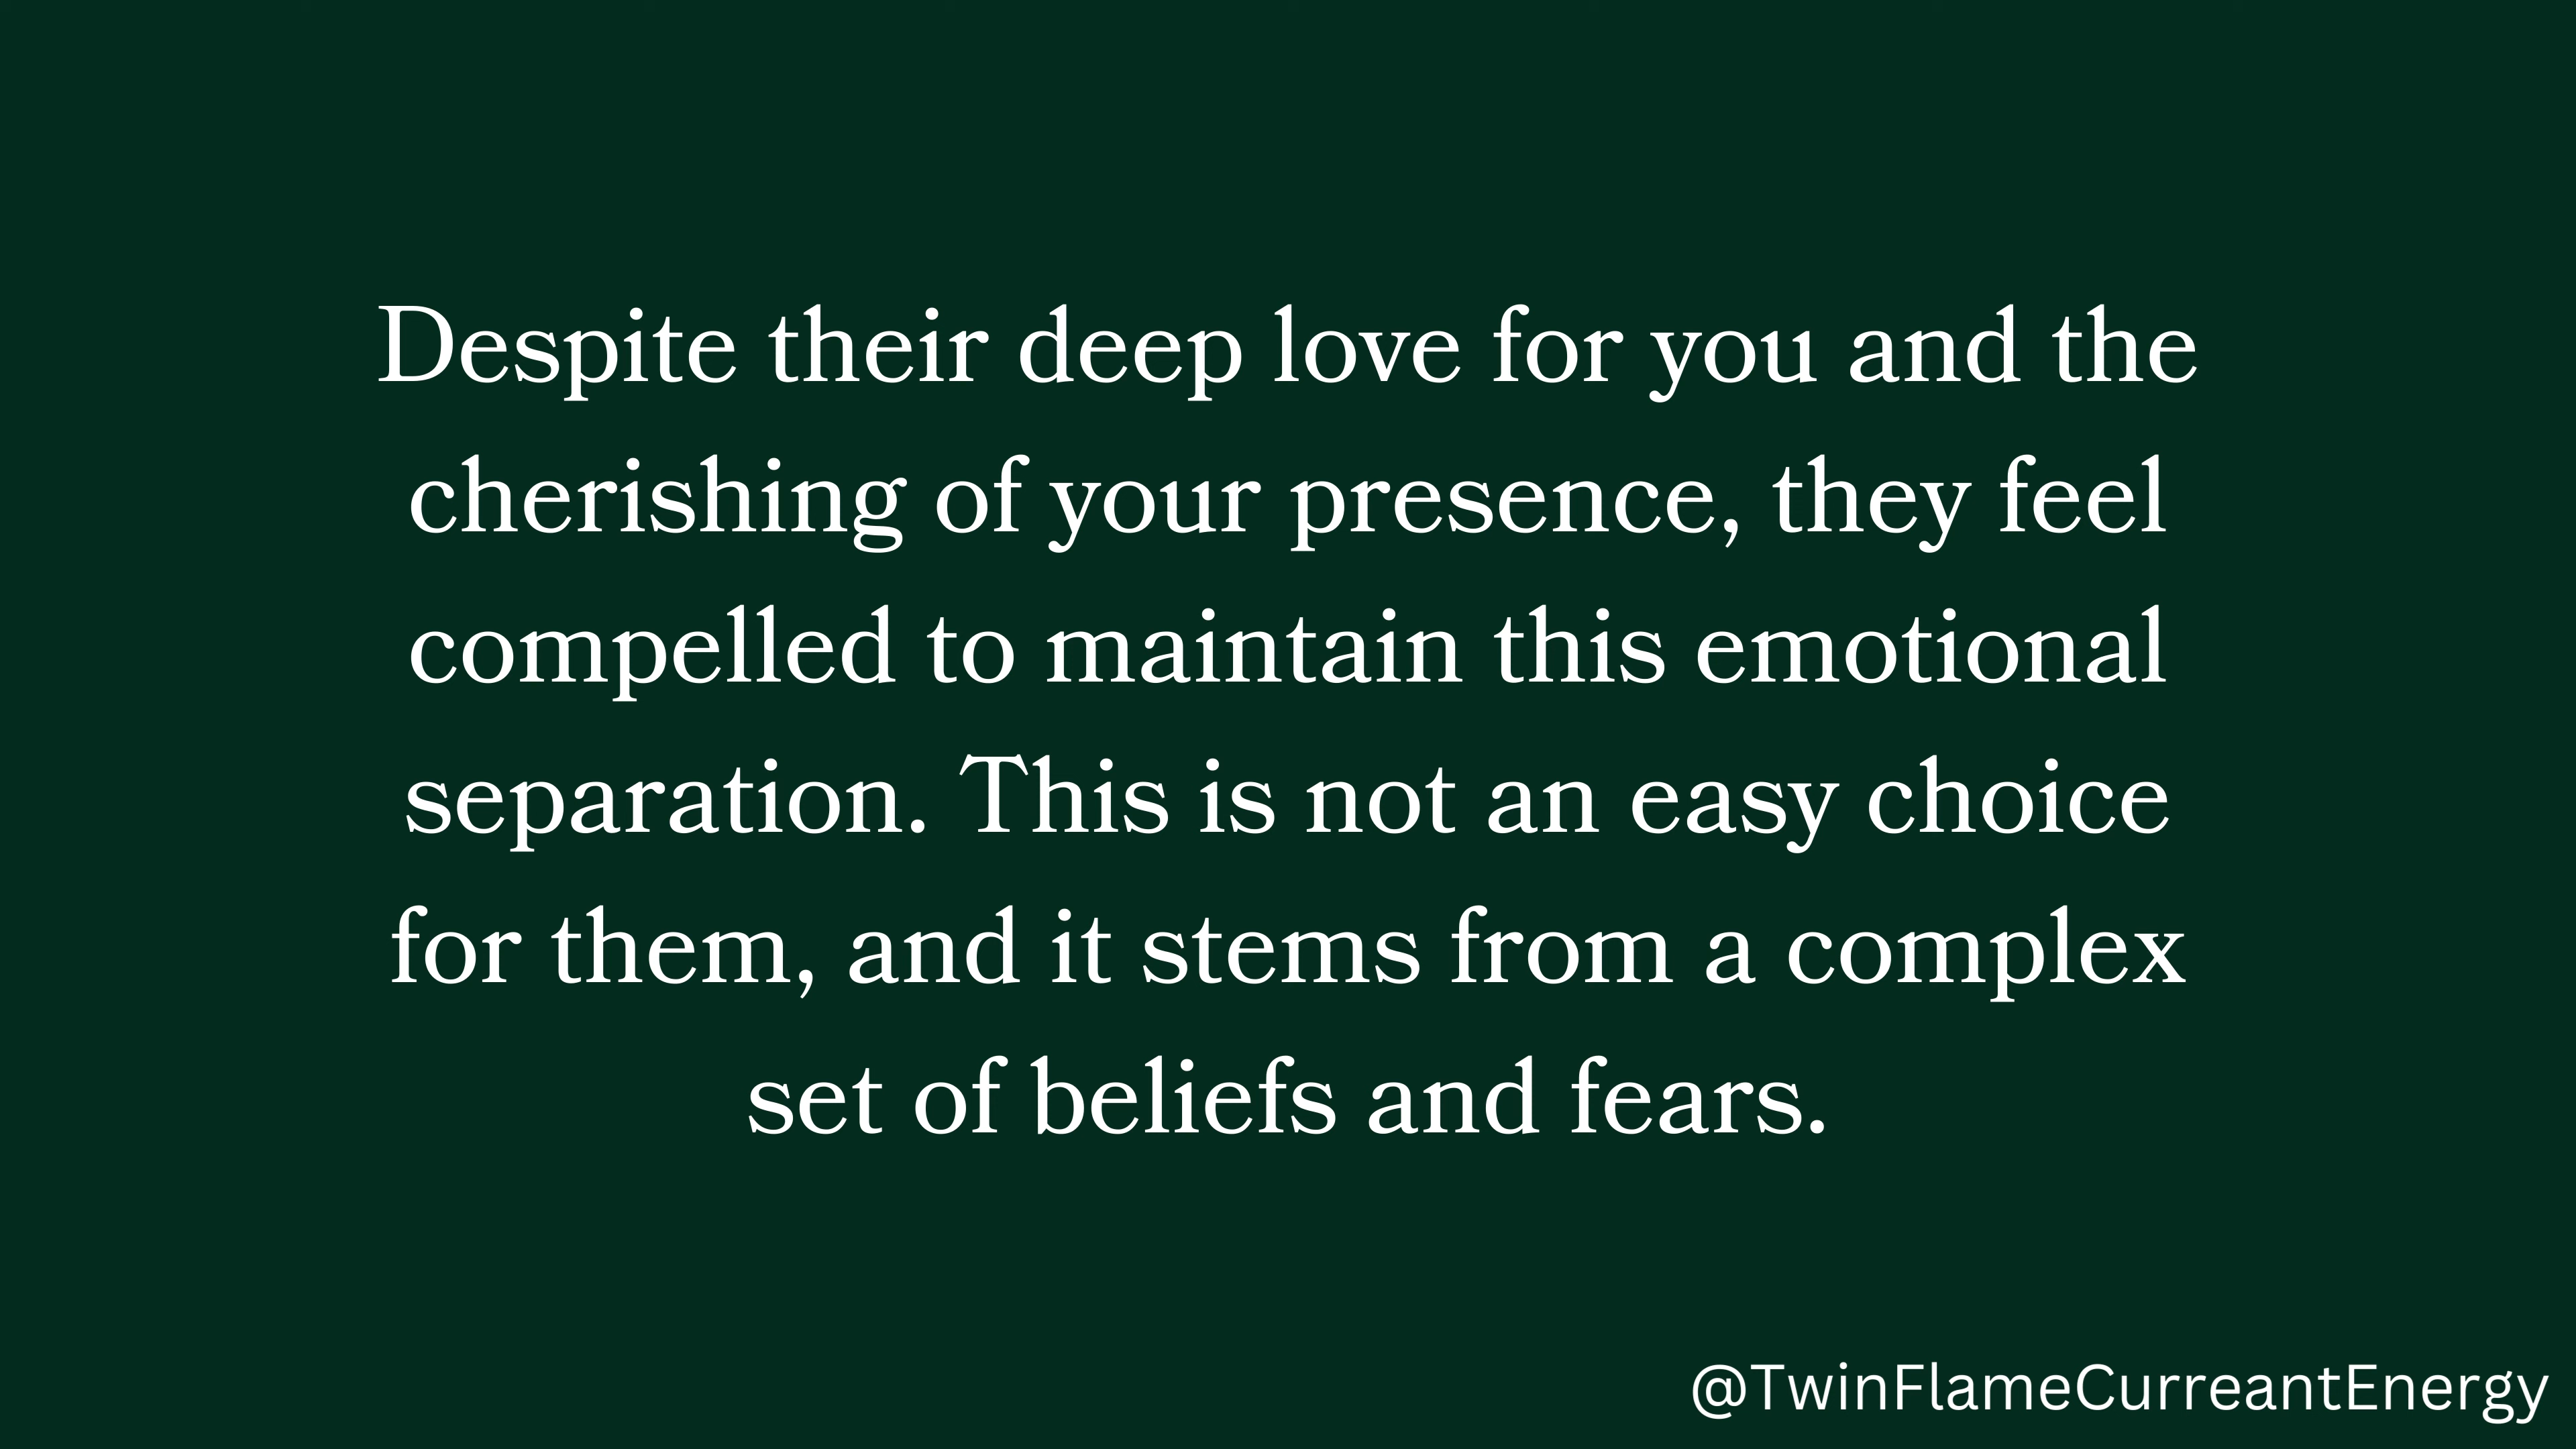 Despite their deep love for you and the
cherishing of your presence, they feel
compelled to maintain this emotional
separation. This is not an easy choice
for them, and it stems from a complex
set of beliefs and fears.
@TwinFlameCurreantEnergy